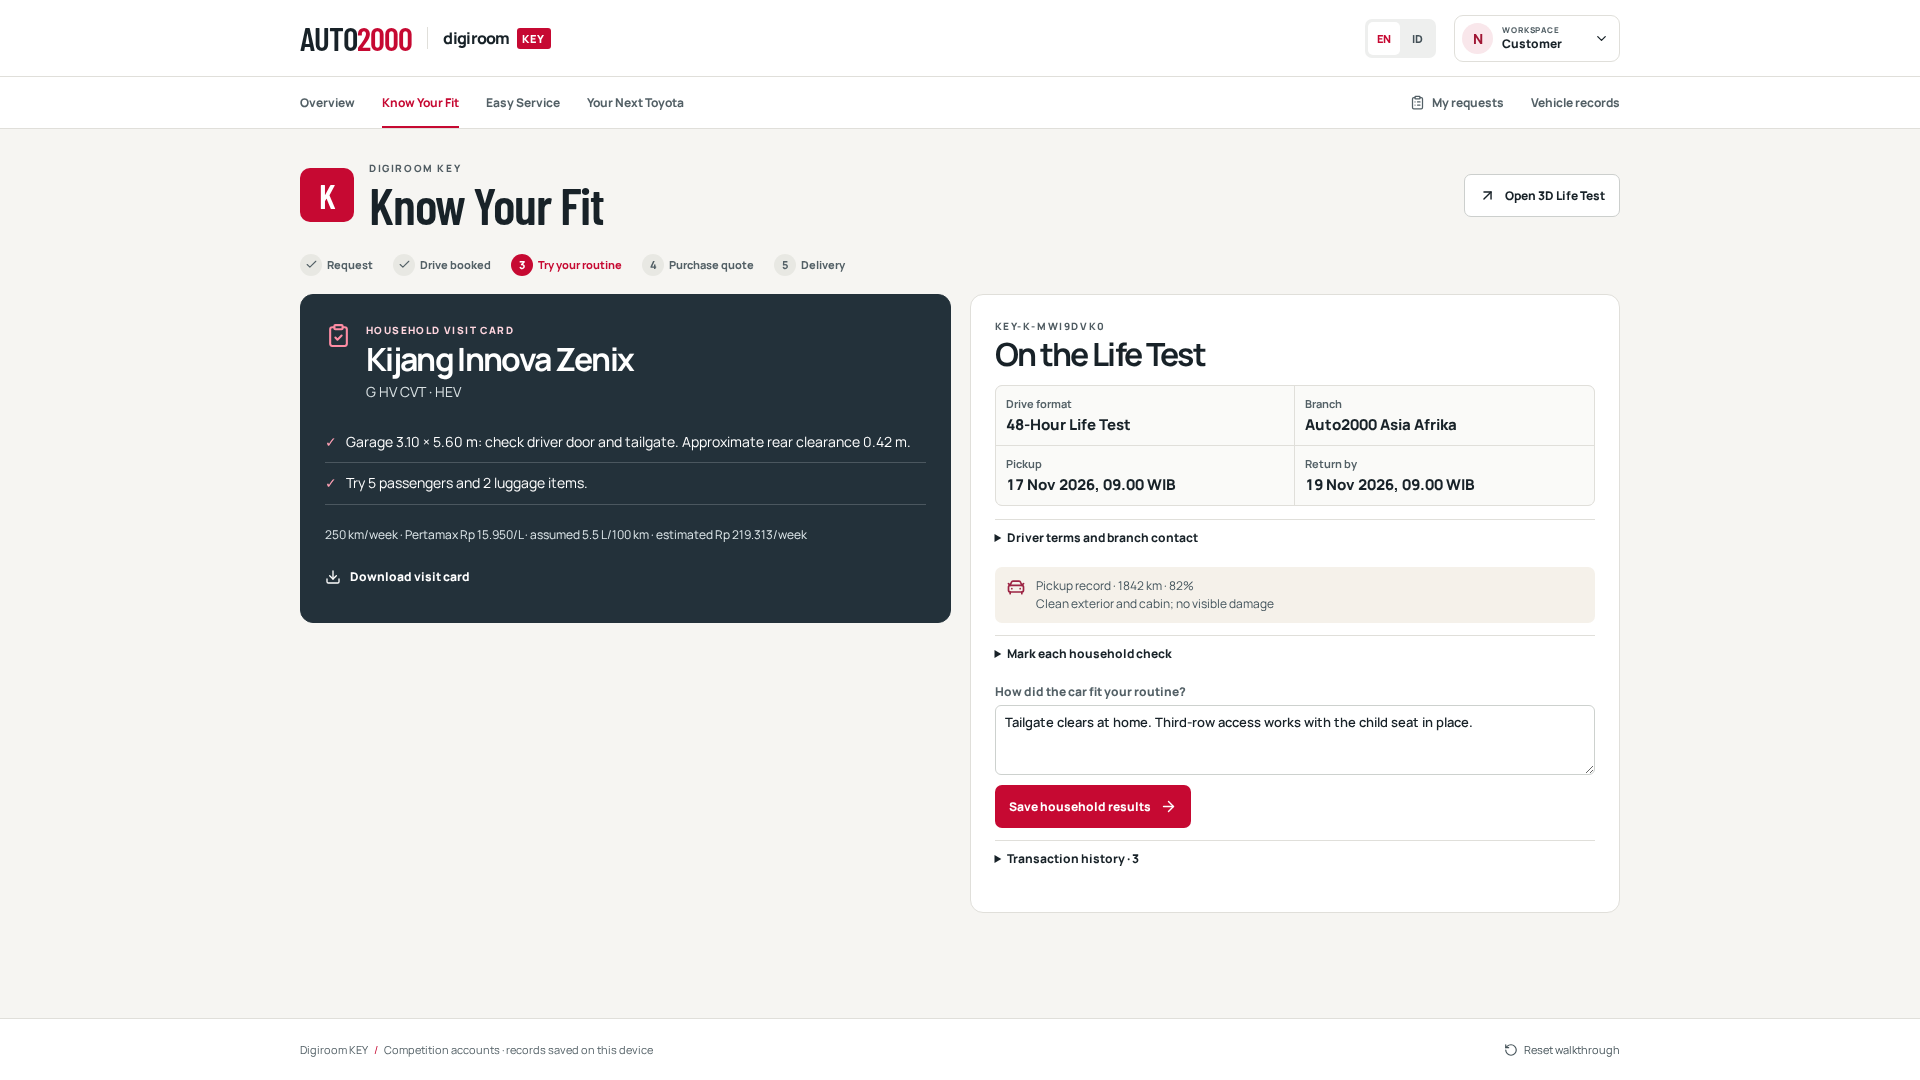 AUTO2000
digiroom KEY
EN ID
N
WORKSPACE
Customer
Overview
Know Your Fit
Easy Service
Your Next Toyota
My requests
Vehicle records
K
DIGIROOM KEY
Know Your Fit
Open 3D Life Test
Request
Drive booked
3 Try your routine
4 Purchase quote
5 Delivery
HOUSEHOLD VISIT CARD
Kijang Innova Zenix
G HV CVT · HEV
✓ Garage 3.10 × 5.60 m: check driver door and tailgate. Approximate rear clearance 0.42 m.
✓ Try 5 passengers and 2 luggage items.
250 km/week · Pertamax Rp 15.950/L · assumed 5.5 L/100 km · estimated Rp 219.313/week
Download visit card
KEY-K-MWI9DVK0
On the Life Test
Drive format
48-Hour Life Test
Branch
Auto2000 Asia Afrika
Pickup
17 Nov 2026, 09.00 WIB
Return by
19 Nov 2026, 09.00 WIB
Driver terms and branch contact
Pickup record · 1842 km · 82%
Clean exterior and cabin; no visible damage
Mark each household check
How did the car fit your routine?
Tailgate clears at home. Third-row access works with the child seat in place.
Save household results
Transaction history · 3
Digiroom KEY / Competition accounts · records saved on this device
Reset walkthrough